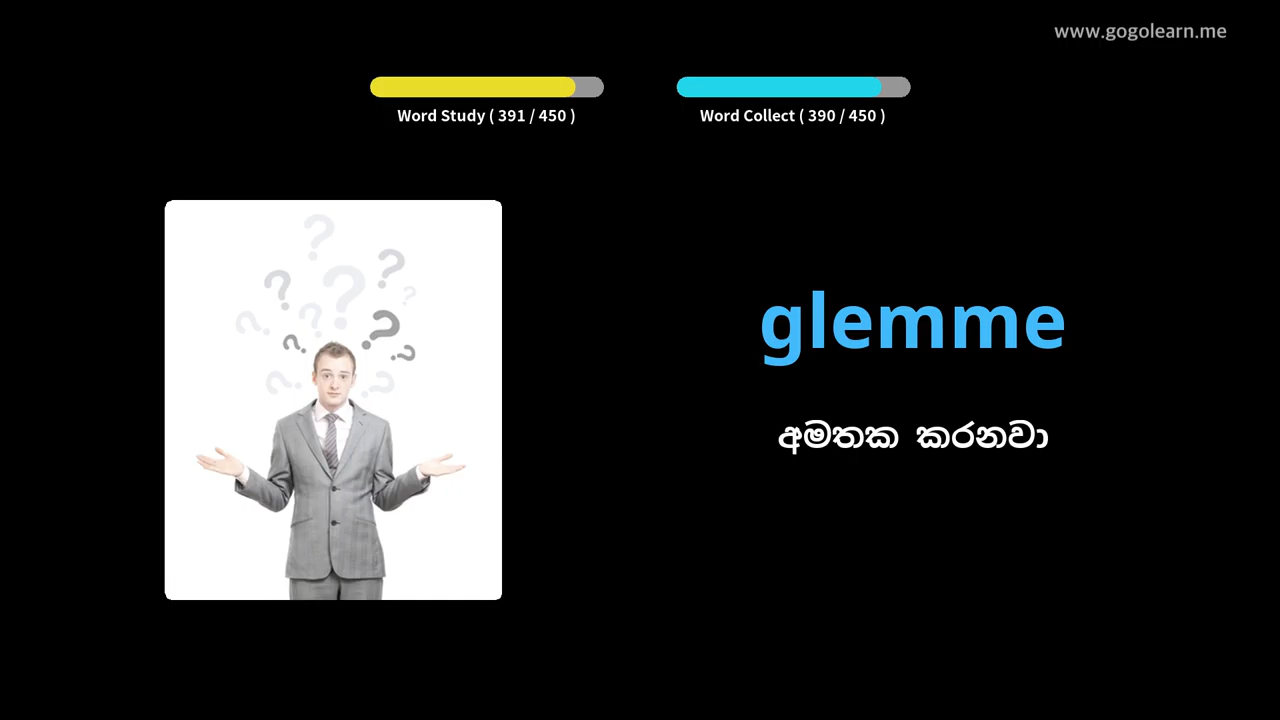 www.gogolearn.me
Word Study ( 391 / 450 )
Word Collect ( 390 / 450 )
glemme
අමතක කරනවා